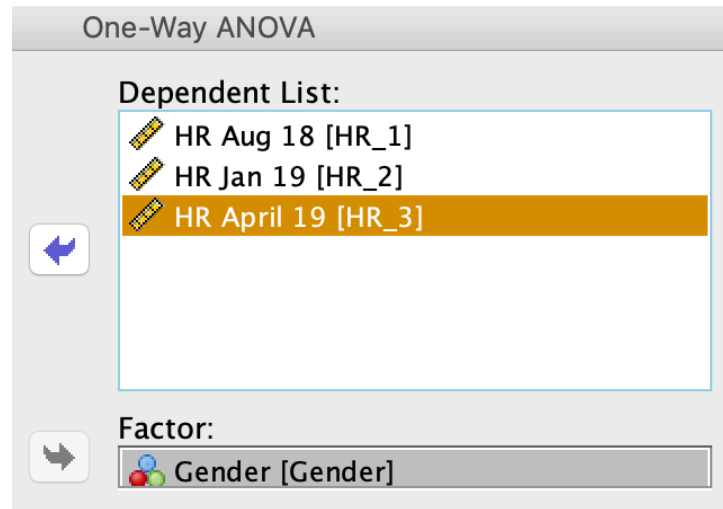 One-Way ANOVA
Dependent List:
HR Aug 18 [HR_1]
HR Jan 19 [HR_2]
HR April 19 [HR_3]
Factor:
Gender [Gender]